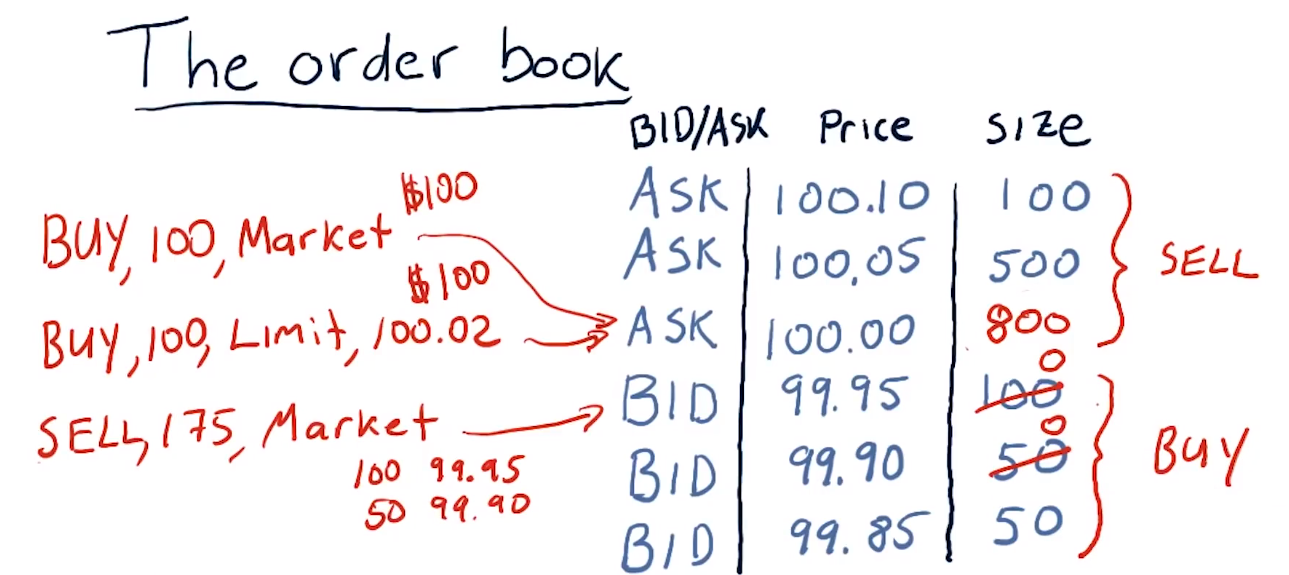 The order book
BID/ASK Price SIZE
ASK 100.10 100
ASK 100.05 500
ASK 100.00 800
BID 99.95 100 0
BID 99.90 50 0
BID 99.85 50
SELL
BUY
$100
BUY, 100, Market
$100
BUY, 100, LIMIT, 100.02
SELL, 175, Market
100 99.95
50 99.90